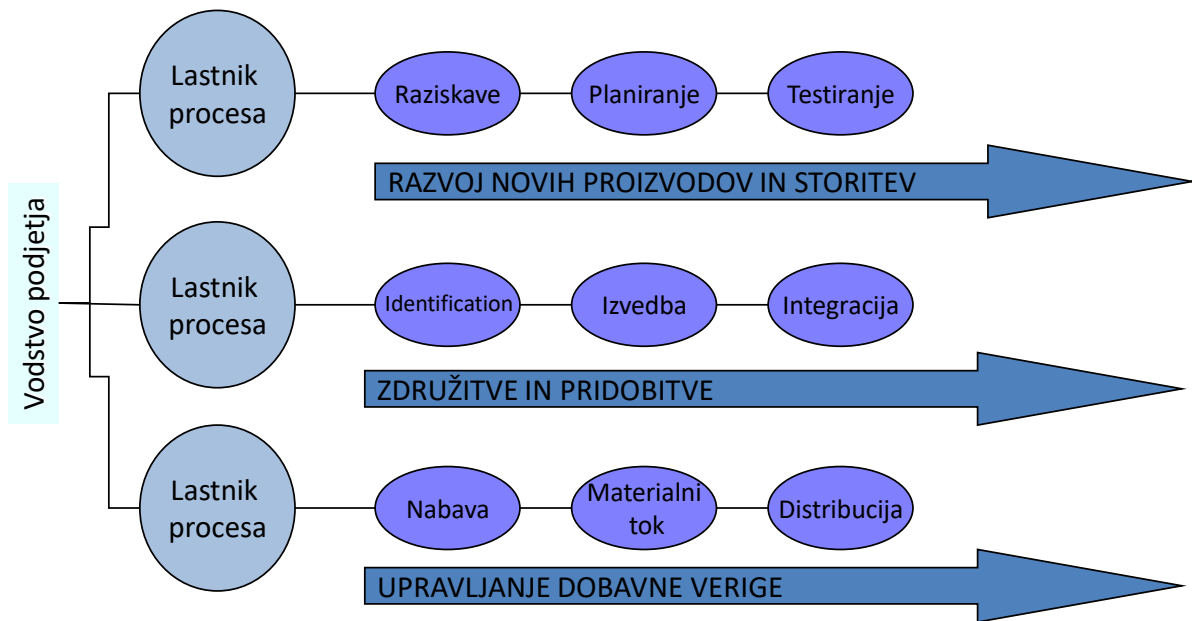 Vodstvo podjetja
Lastnik
procesa
Raziskave
Planiranje
Testiranje
RAZVOJ NOVIH PROIZVODOV IN STORITEV
Lastnik
procesa
Identification
Izvedba
Integracija
ZDRUŽITVE IN PRIDOBITVE
Lastnik
procesa
Nabava
Materialni
tok
Distribucija
UPRAVLJANJE DOBAVNE VERIGE